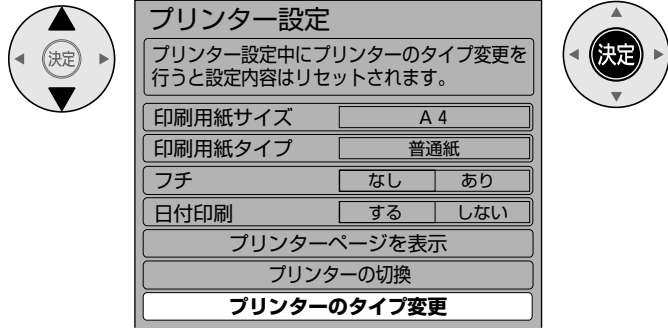 プリンター設定
決定
プリンター設定中にプリンターのタイプ変更を
行うと設定内容はリセットされます。
決定
印刷用紙サイズ A 4
印刷用紙タイプ 普通紙
フチ なし あり
日付印刷 する しない
プリンターページを表示
プリンターの切換
プリンターのタイプ変更